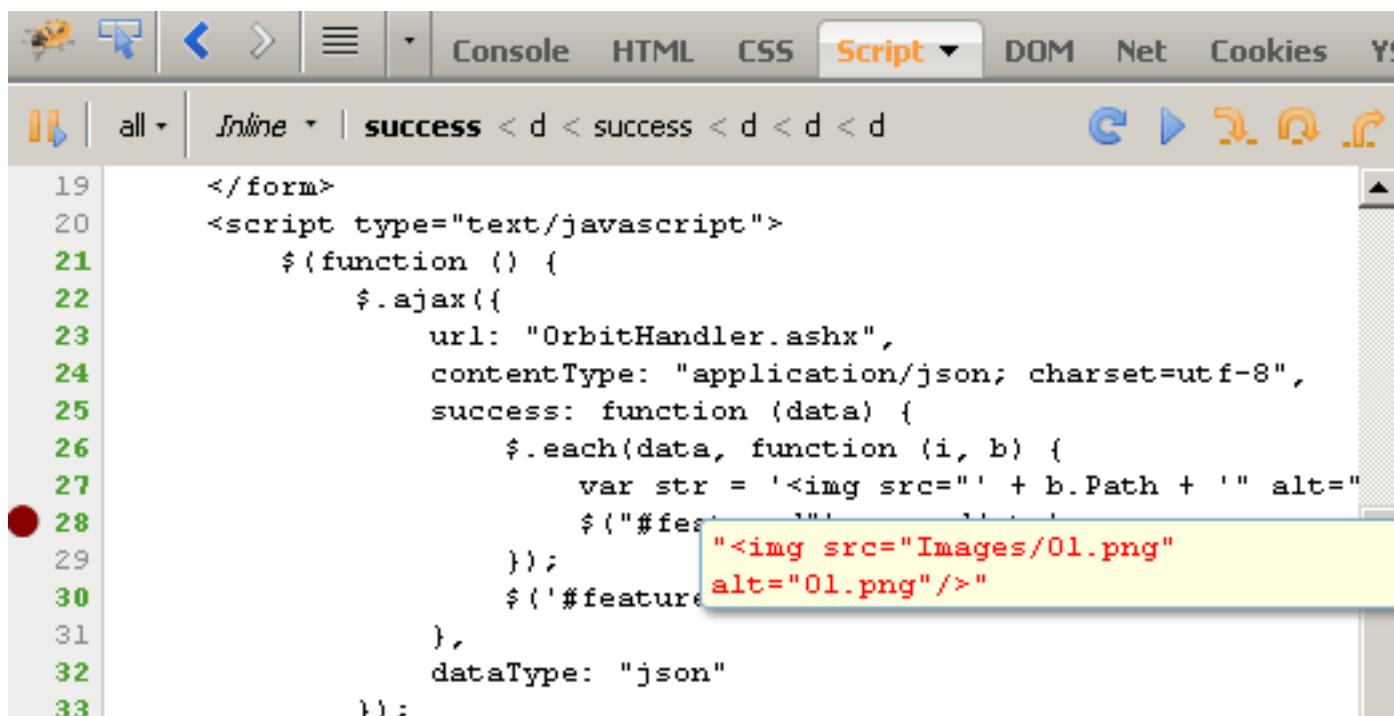 Console HTML CSS Script DOM Net Cookies
all Inline success < d < success < d < d < d
19 </form>
20 <script type="text/javascript">
21 $(function () {
22 $.ajax({
23 url: "OrbitHandler.ashx",
24 contentType: "application/json; charset=utf-8",
25 success: function (data) {
26 $.each(data, function (i, b) {
27 var str = '<img src="' + b.Path + '" alt="
28 $("#fea
"<img src="Images/01.png"
29 });
alt="01.png"/>"
30 $('#feature
31 },
32 dataType: "json"
33 });